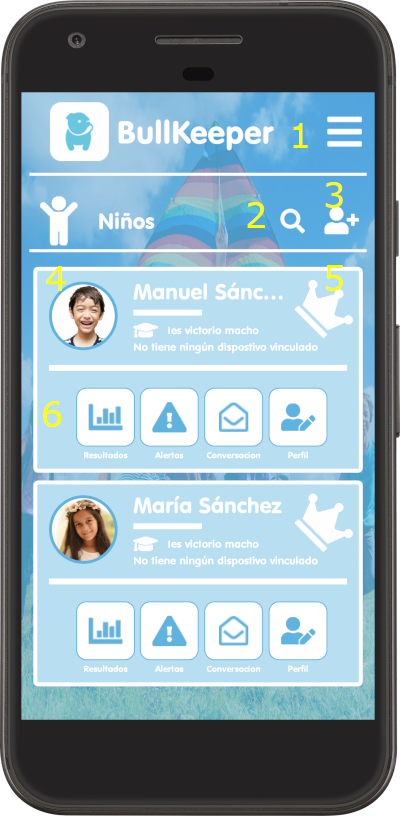 BullKeeper 1
Niños 2 3
4 Manuel Sánc... 5
Ies victorio macho
No tiene ningún dispostivo vinculado
6
Resultados Alertas Conversacion Perfil
María Sánchez
Ies victorio macho
No tiene ningún dispostivo vinculado
Resultados Alertas Conversacion Perfil